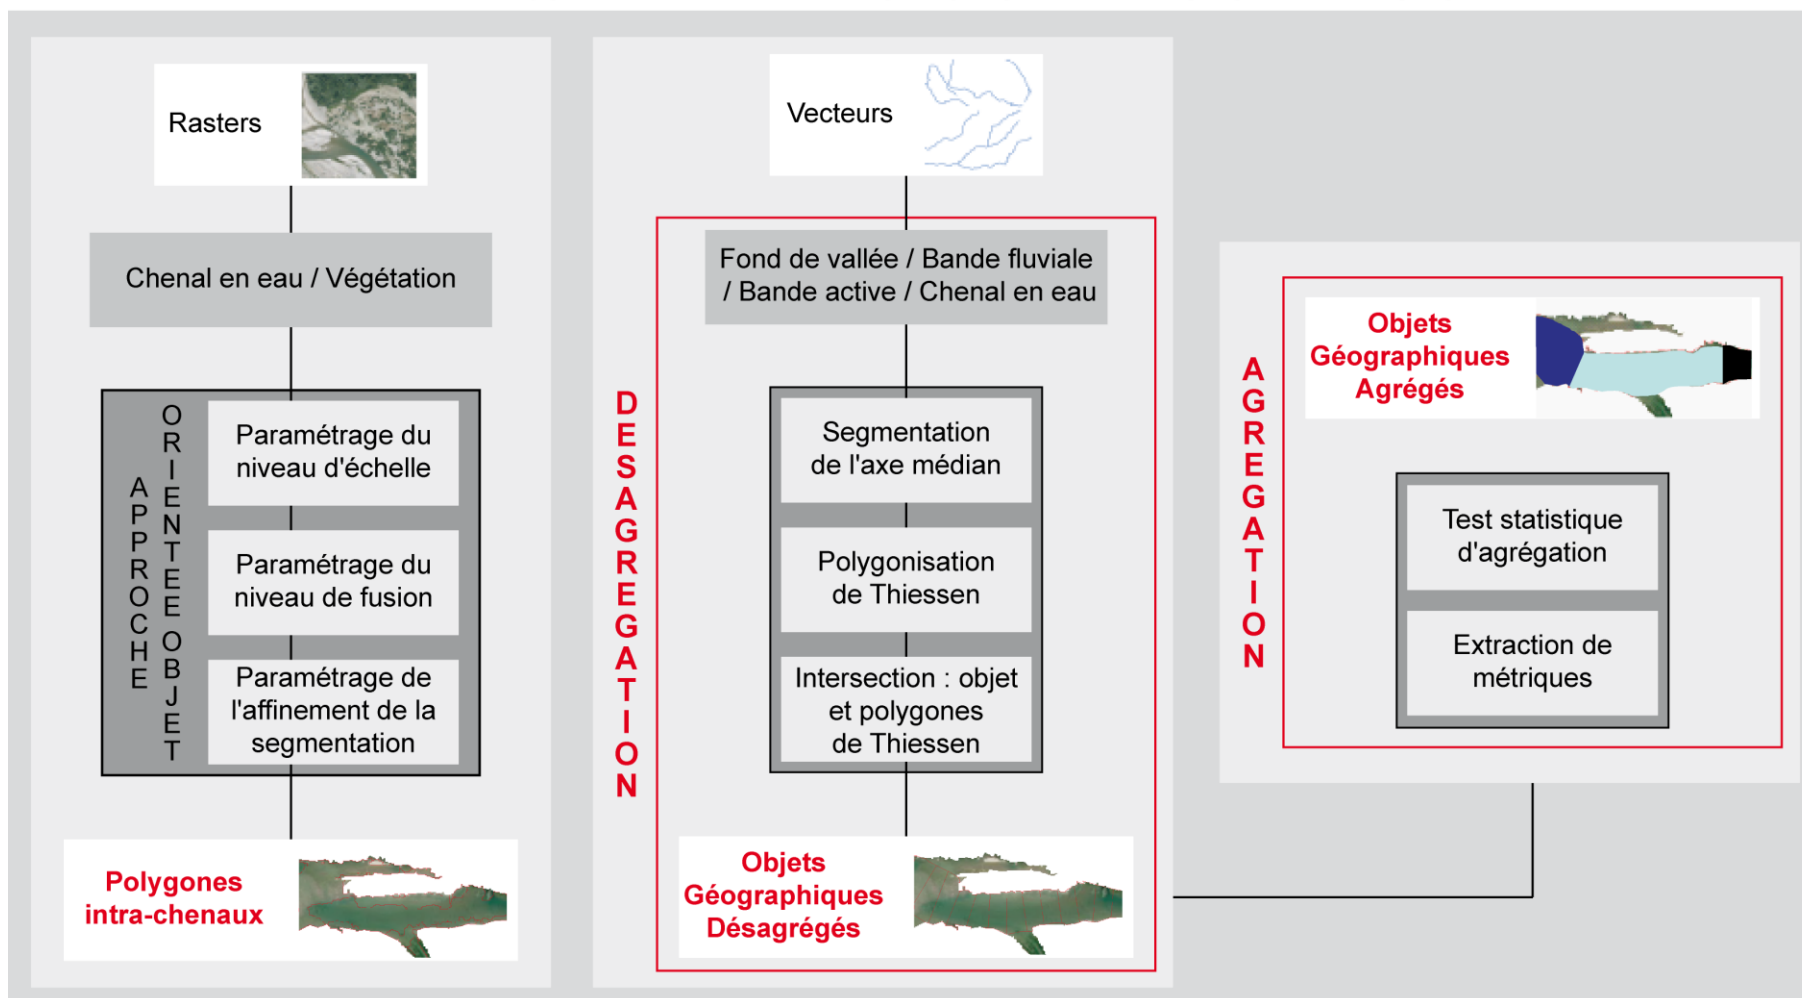 Rasters
Chenal en eau / Végétation
APPROCHE
ORIENTEE OBJET
Paramétrage du
niveau d'échelle
Paramétrage du
niveau de fusion
Paramétrage de
l'affinement de la
segmentation
Polygones
intra-chenaux
Vecteurs
DESAGREGATION
Fond de vallée / Bande fluviale
/ Bande active / Chenal en eau
Segmentation
de l'axe médian
Polygonisation
de Thiessen
Intersection : objet
et polygones
de Thiessen
Objets
Géographiques
Désagrégés
AGREGATION
Objets
Géographiques
Agrégés
Test statistique
d'agrégation
Extraction de
métriques